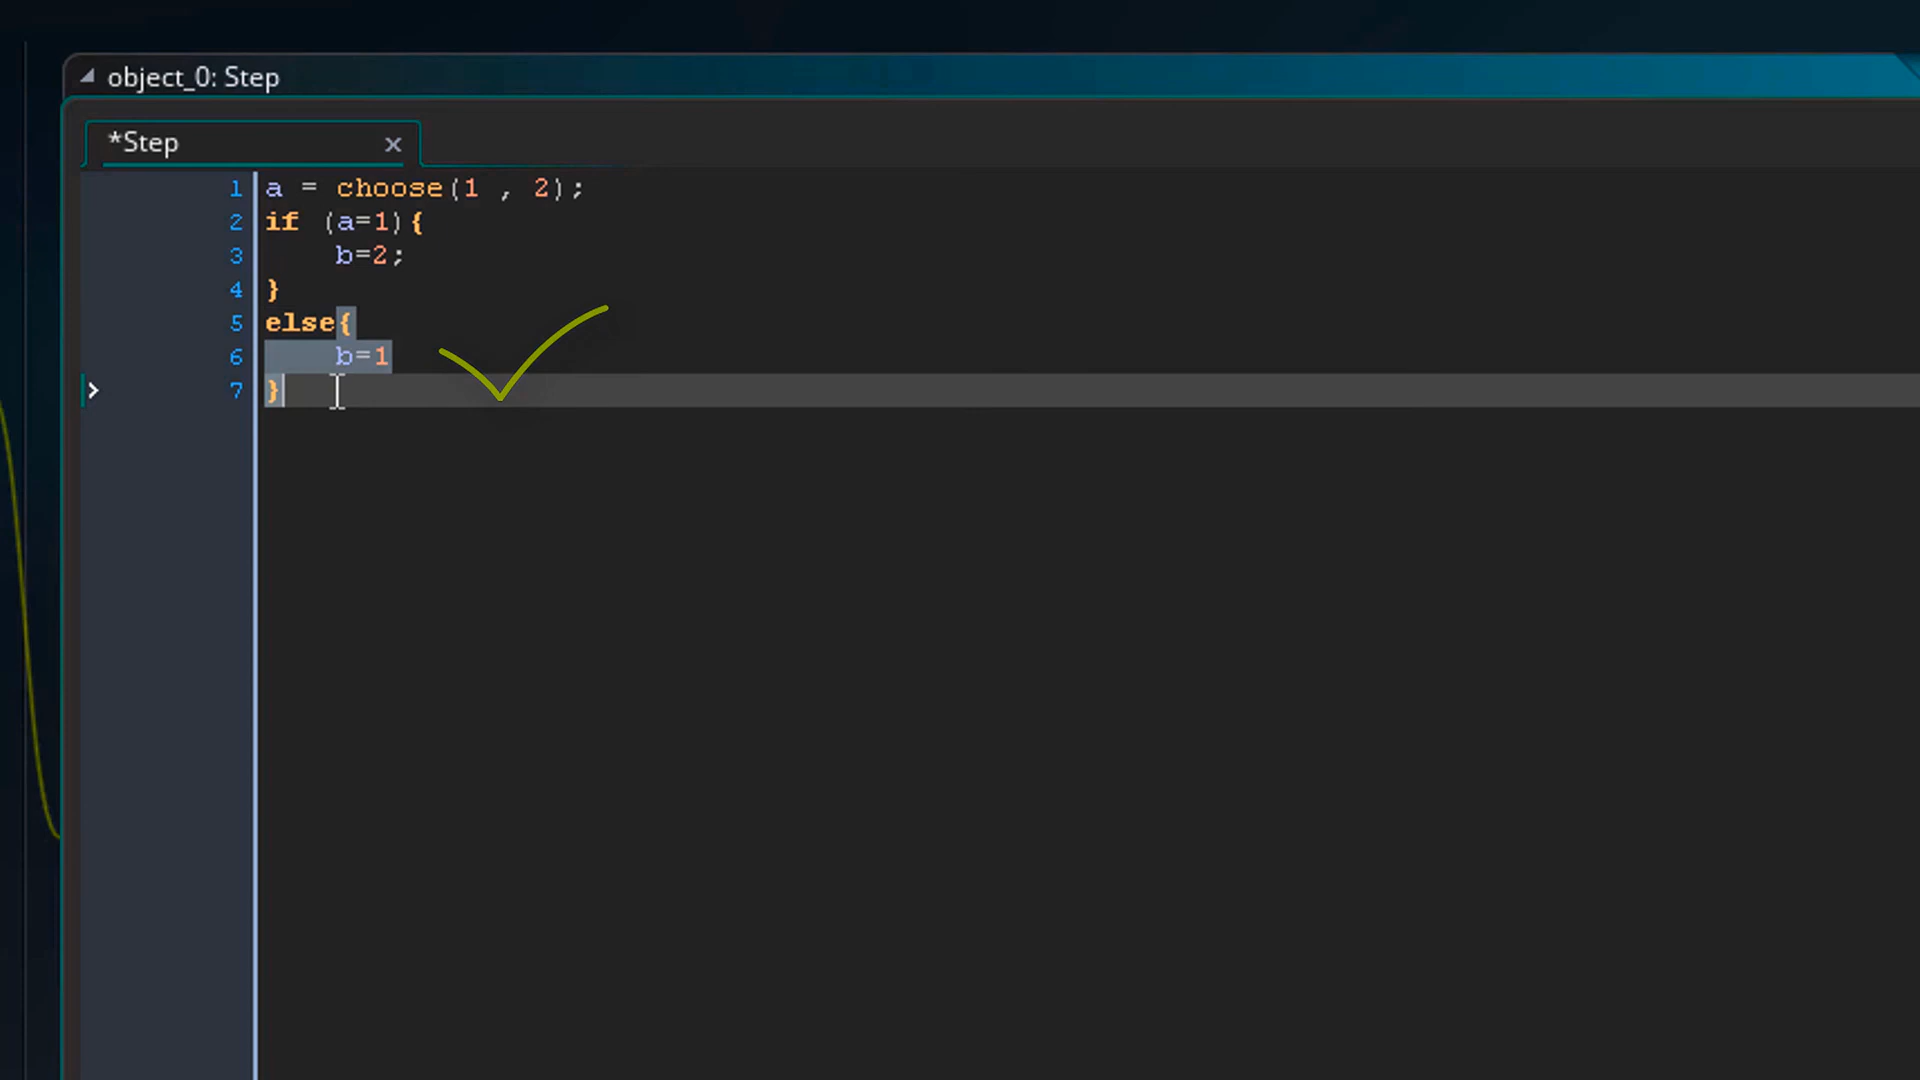 object_0: Step
*Step
1 a = choose(1 , 2);
2 if (a=1){
3     b=2;
4 }
5 else{
6     b=1
7 }